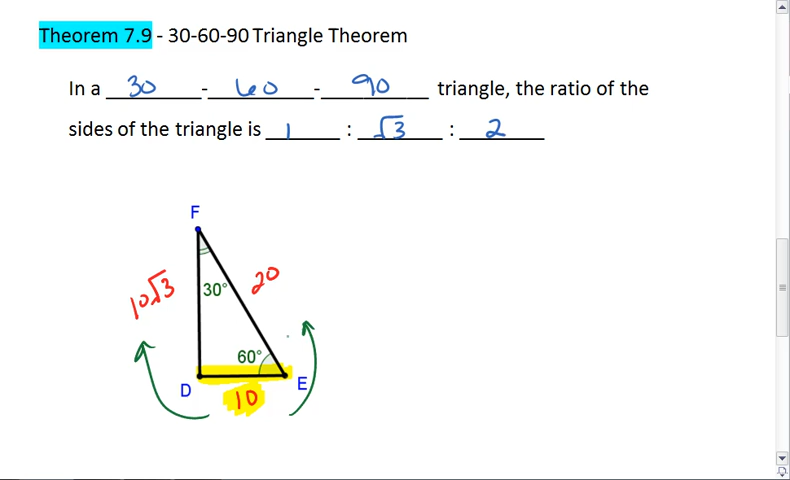 Theorem 7.9 - 30-60-90 Triangle Theorem
In a 30 - 60 - 90 triangle, the ratio of the
sides of the triangle is 1 : √3 : 2
F
10√3
20
30°
60°
D
E
10